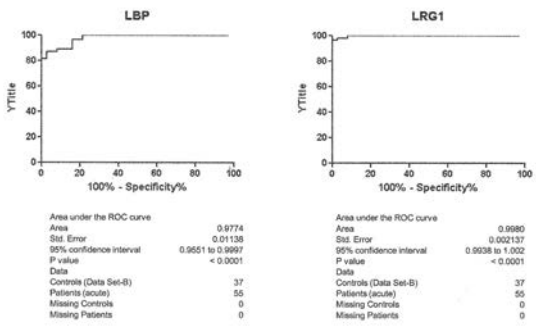 LBP
100
80
60
40
20
0
YTitle
0 20 40 60 80 100
100% - Specificity%
Area under the ROC curve
Area 0.9774
Std. Error 0.01138
95% confidence interval 0.9551 to 0.9997
P value < 0.0001
Data
Controls (Data Set-B) 37
Patients (acute) 55
Missing Controls 0
Missing Patients 0
LRG1
100
80
60
40
20
0
YTitle
0 20 40 60 80 100
100% - Specificity%
Area under the ROC curve
Area 0.9980
Std. Error 0.002137
95% confidence interval 0.9938 to 1.002
P value < 0.0001
Data
Controls (Data Set-B) 37
Patients (acute) 55
Missing Controls 0
Missing Patients 0